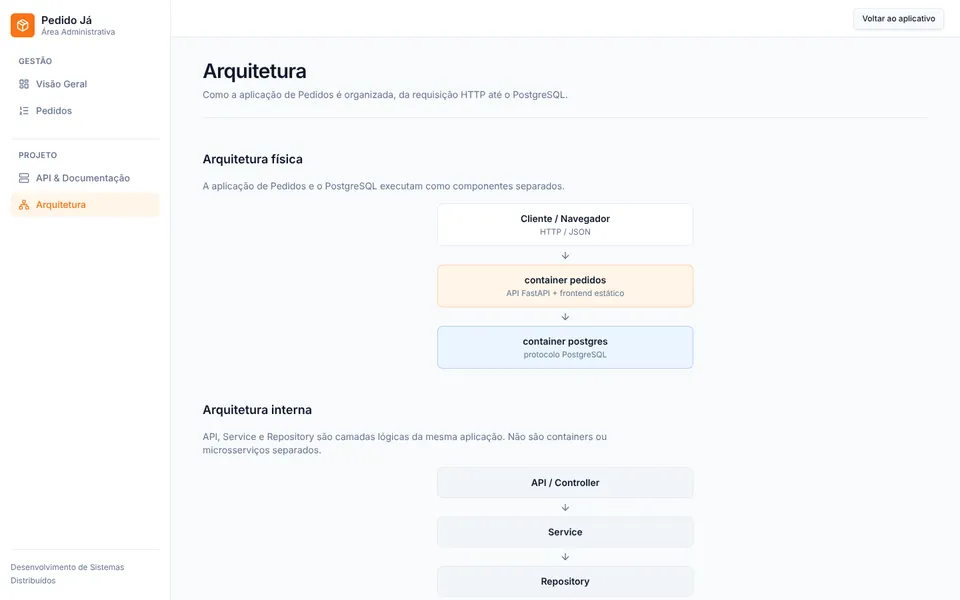 Pedido Já
Área Administrativa
GESTÃO
Visão Geral
Pedidos
PROJETO
API & Documentação
Arquitetura
Desenvolvimento de Sistemas
Distribuídos
Voltar ao aplicativo
Arquitetura
Como a aplicação de Pedidos é organizada, da requisição HTTP até o PostgreSQL.
Arquitetura física
A aplicação de Pedidos e o PostgreSQL executam como componentes separados.
Cliente / Navegador
HTTP / JSON
container pedidos
API FastAPI + frontend estático
container postgres
protocolo PostgreSQL
Arquitetura interna
API, Service e Repository são camadas lógicas da mesma aplicação. Não são containers ou
microsserviços separados.
API / Controller
Service
Repository